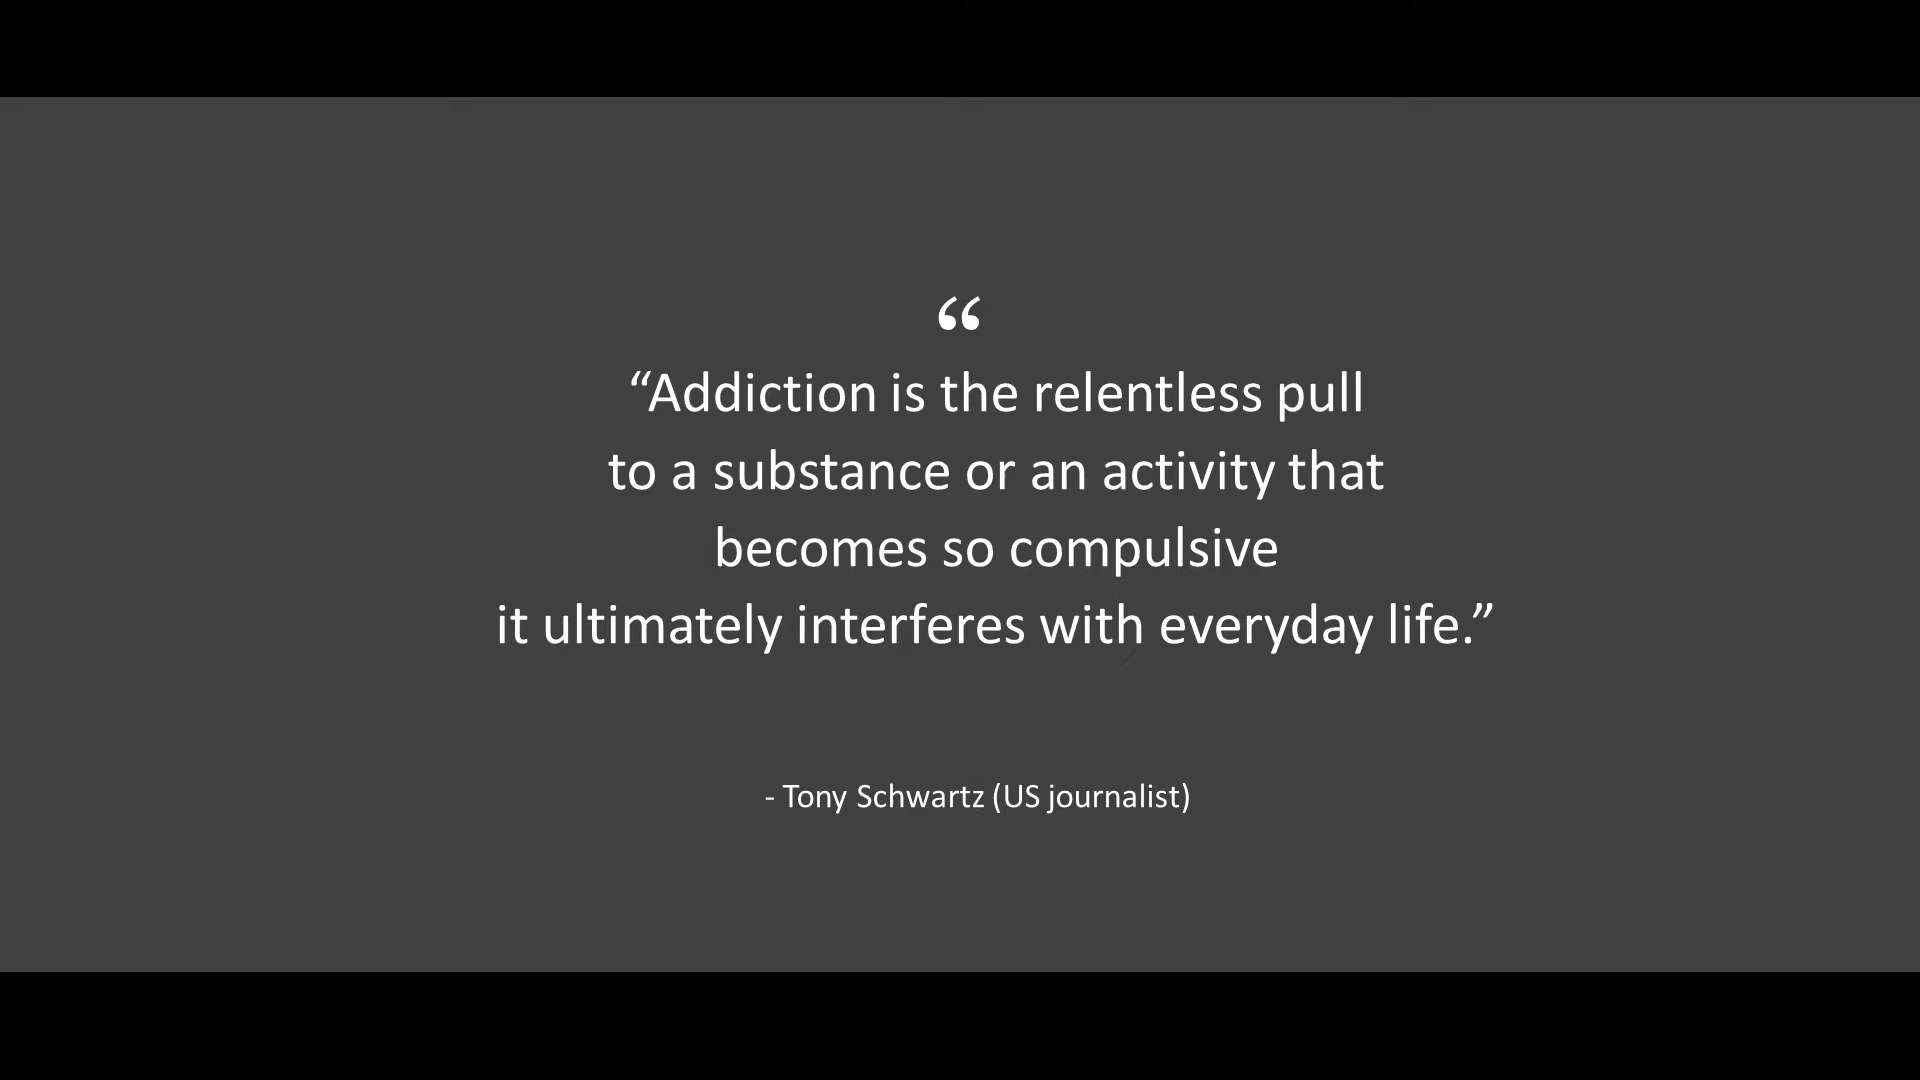 “
“Addiction is the relentless pull
to a substance or an activity that
becomes so compulsive
it ultimately interferes with everyday life.”
- Tony Schwartz (US journalist)